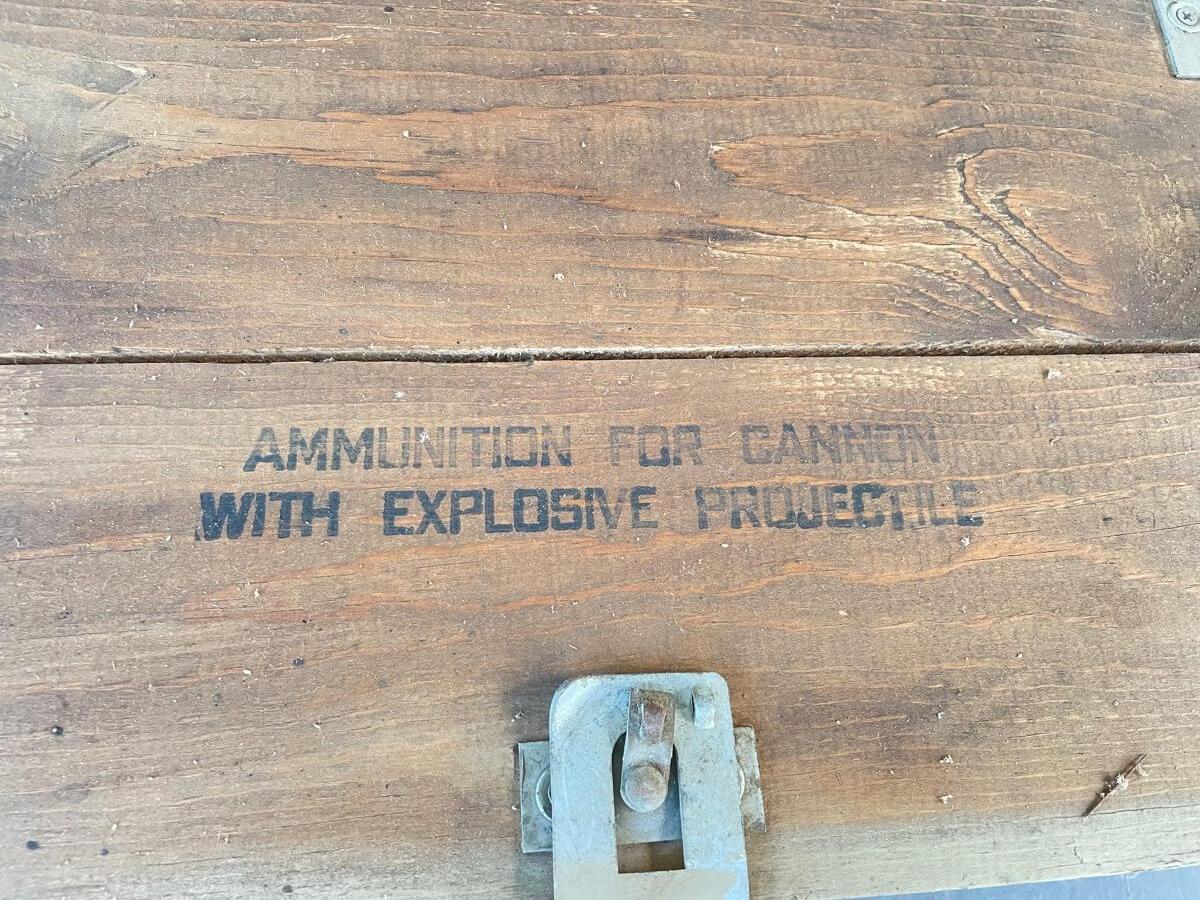 AMMUNITION FOR CANNON
WITH EXPLOSIVE PROJECTILE